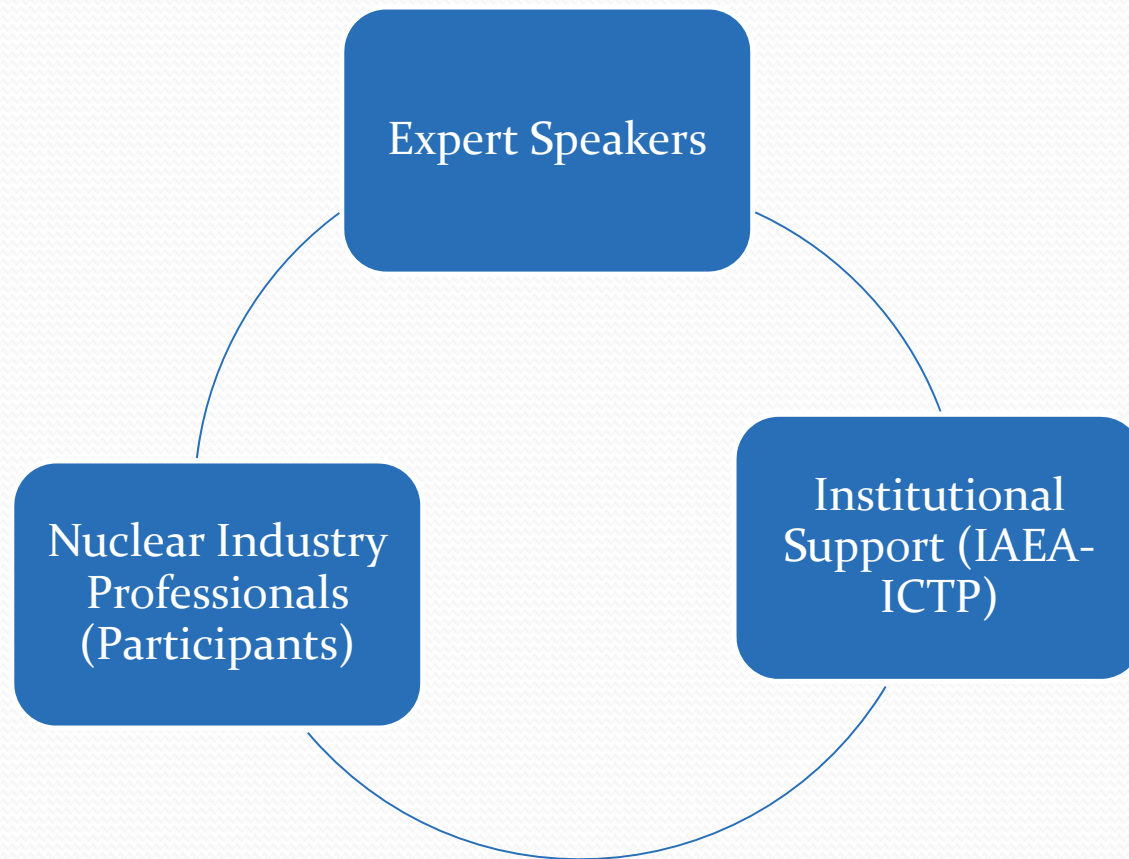 Expert Speakers
Institutional
Support (IAEA-
ICTP)
Nuclear Industry
Professionals
(Participants)